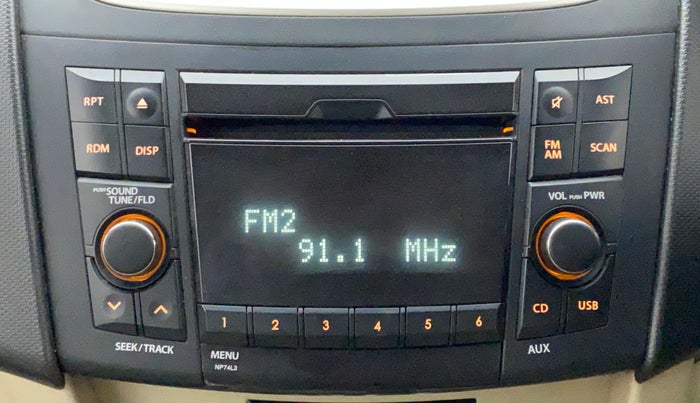 RPT
AST
RDM
DISP
FM
AM
SCAN
PUSH SOUND
TUNE/FLD
VOL PUSH PWR
FM2
91.1 MHz
CD
USB
1 2 3 4 5 6
SEEK/TRACK
MENU
AUX
NP74L3